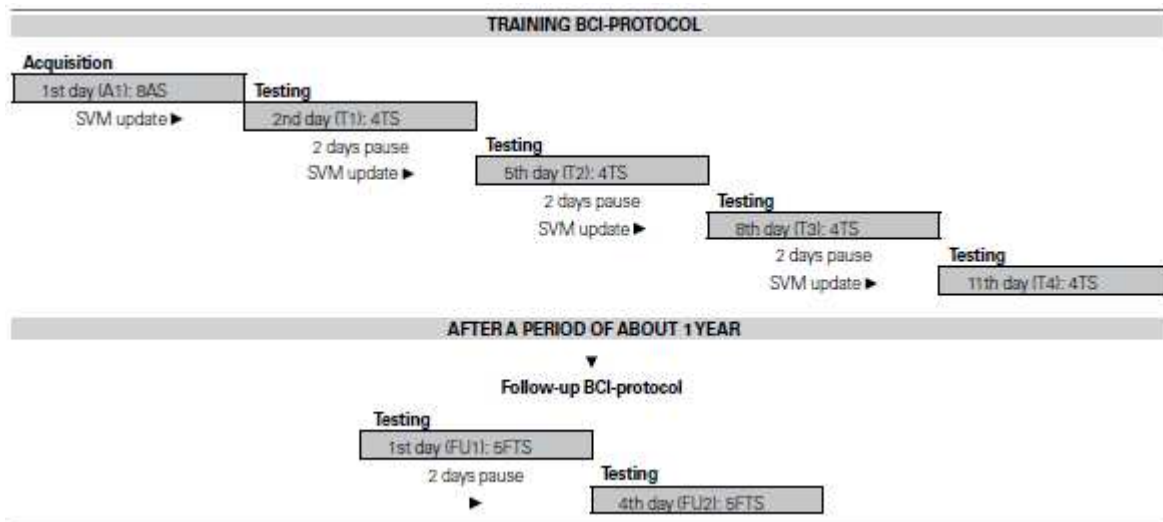 TRAINING BCI-PROTOCOL
Acquisition
1st day (A1): 8AS
SVM update ►
Testing
2nd day (T1): 4TS
2 days pause
SVM update ►
Testing
5th day (T2): 4TS
2 days pause
SVM update ►
Testing
8th day (T3): 4TS
2 days pause
SVM update ►
Testing
11th day (T4): 4TS
AFTER A PERIOD OF ABOUT 1 YEAR
▼
Follow-up BCI-protocol
Testing
1st day (FU1): 5FTS
2 days pause
►
Testing
4th day (FU2): 5FTS